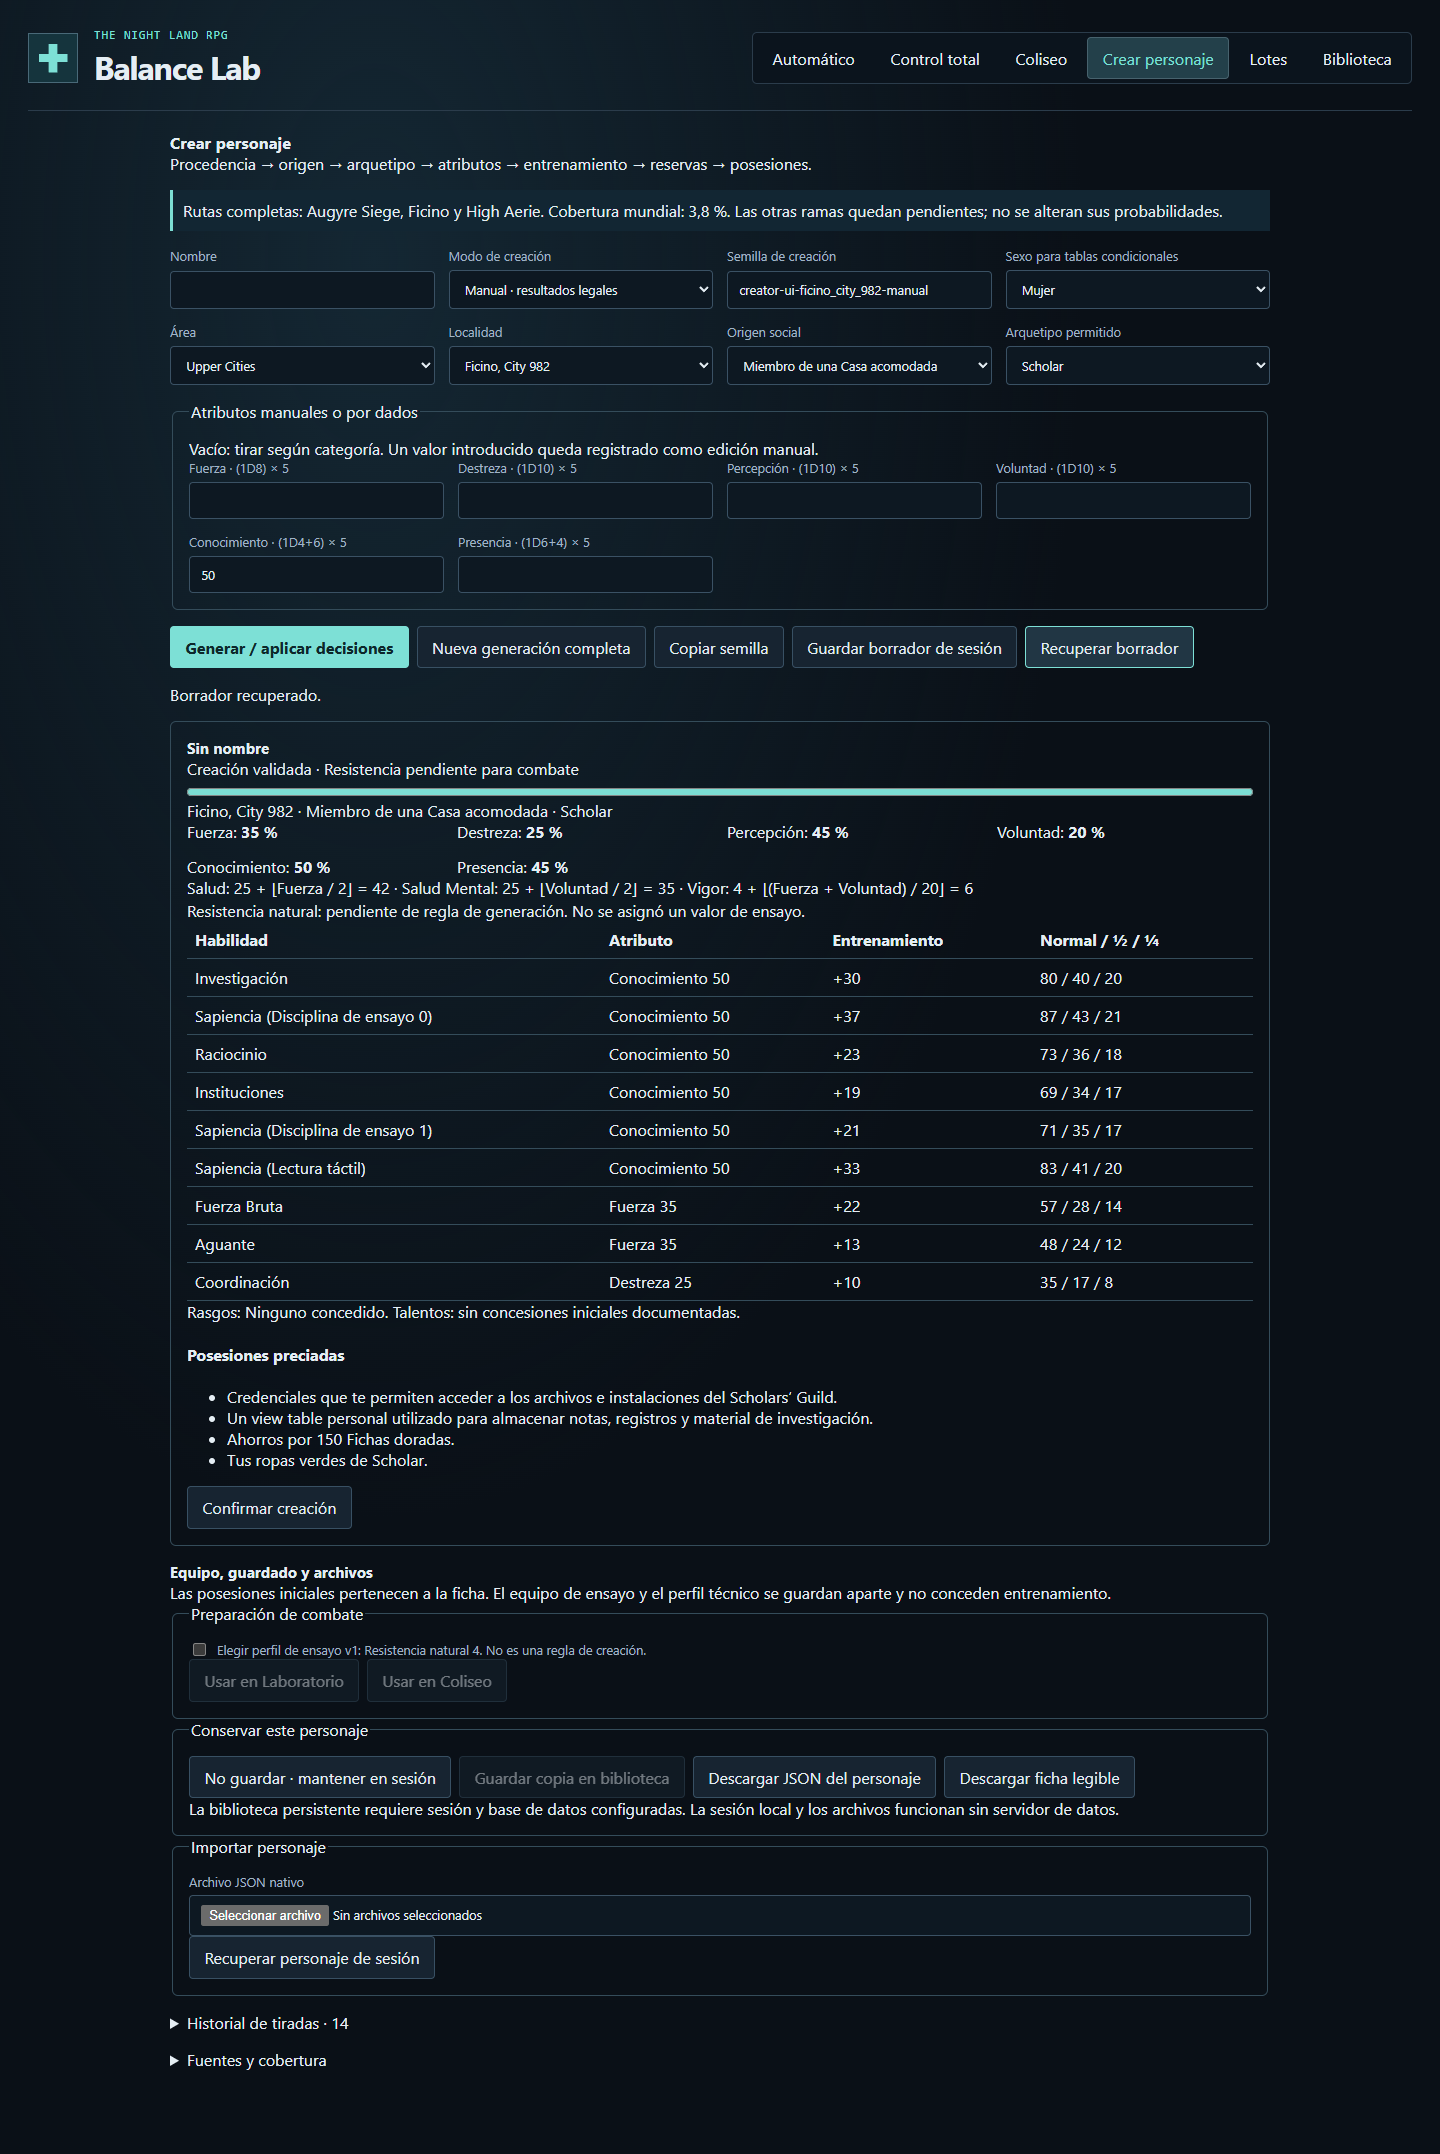 THE NIGHT LAND RPG
Balance Lab
Automático
Control total
Coliseo
Crear personaje
Lotes
Biblioteca
Crear personaje
Procedencia → origen → arquetipo → atributos → entrenamiento → reservas → posesiones.
Rutas completas: Augyre Siege, Ficino y High Aerie. Cobertura mundial: 3,8 %. Las otras ramas quedan pendientes; no se alteran sus probabilidades.
Nombre
Modo de creación
Semilla de creación
Sexo para tablas condicionales
Manual · resultados legales
creator-ui-ficino_city_982-manual
Mujer
Área
Localidad
Origen social
Arquetipo permitido
Upper Cities
Ficino, City 982
Miembro de una Casa acomodada
Scholar
Atributos manuales o por dados
Vacío: tirar según categoría. Un valor introducido queda registrado como edición manual.
Fuerza · (1D8) × 5
Destreza · (1D10) × 5
Percepción · (1D10) × 5
Voluntad · (1D10) × 5
Conocimiento · (1D4+6) × 5
Presencia · (1D6+4) × 5
50
Generar / aplicar decisiones
Nueva generación completa
Copiar semilla
Guardar borrador de sesión
Recuperar borrador
Borrador recuperado.
Sin nombre
Creación validada · Resistencia pendiente para combate
Ficino, City 982 · Miembro de una Casa acomodada · Scholar
Fuerza: 35 %
Destreza: 25 %
Percepción: 45 %
Voluntad: 20 %
Conocimiento: 50 %
Presencia: 45 %
Salud: 25 + ⌊Fuerza / 2⌋ = 42 · Salud Mental: 25 + ⌊Voluntad / 2⌋ = 35 · Vigor: 4 + ⌊(Fuerza + Voluntad) / 20⌋ = 6
Resistencia natural: pendiente de regla de generación. No se asignó un valor de ensayo.
Habilidad Atributo Entrenamiento Normal / ½ / ¼
Investigación Conocimiento 50 +30 80 / 40 / 20
Sapiencia (Disciplina de ensayo 0) Conocimiento 50 +37 87 / 43 / 21
Raciocinio Conocimiento 50 +23 73 / 36 / 18
Instituciones Conocimiento 50 +19 69 / 34 / 17
Sapiencia (Disciplina de ensayo 1) Conocimiento 50 +21 71 / 35 / 17
Sapiencia (Lectura táctil) Conocimiento 50 +33 83 / 41 / 20
Fuerza Bruta Fuerza 35 +22 57 / 28 / 14
Aguante Fuerza 35 +13 48 / 24 / 12
Coordinación Destreza 25 +10 35 / 17 / 8
Rasgos: Ninguno concedido. Talentos: sin concesiones iniciales documentadas.
Posesiones preciadas
• Credenciales que te permiten acceder a los archivos e instalaciones del Scholars’ Guild.
• Un view table personal utilizado para almacenar notas, registros y material de investigación.
• Ahorros por 150 Fichas doradas.
• Tus ropas verdes de Scholar.
Confirmar creación
Equipo, guardado y archivos
Las posesiones iniciales pertenecen a la ficha. El equipo de ensayo y el perfil técnico se guardan aparte y no conceden entrenamiento.
Preparación de combate
Elegir perfil de ensayo v1: Resistencia natural 4. No es una regla de creación.
Usar en Laboratorio
Usar en Coliseo
Conservar este personaje
No guardar · mantener en sesión
Guardar copia en biblioteca
Descargar JSON del personaje
Descargar ficha legible
La biblioteca persistente requiere sesión y base de datos configuradas. La sesión local y los archivos funcionan sin servidor de datos.
Importar personaje
Archivo JSON nativo
Seleccionar archivo Sin archivos seleccionados
Recuperar personaje de sesión
▶ Historial de tiradas · 14
▶ Fuentes y cobertura